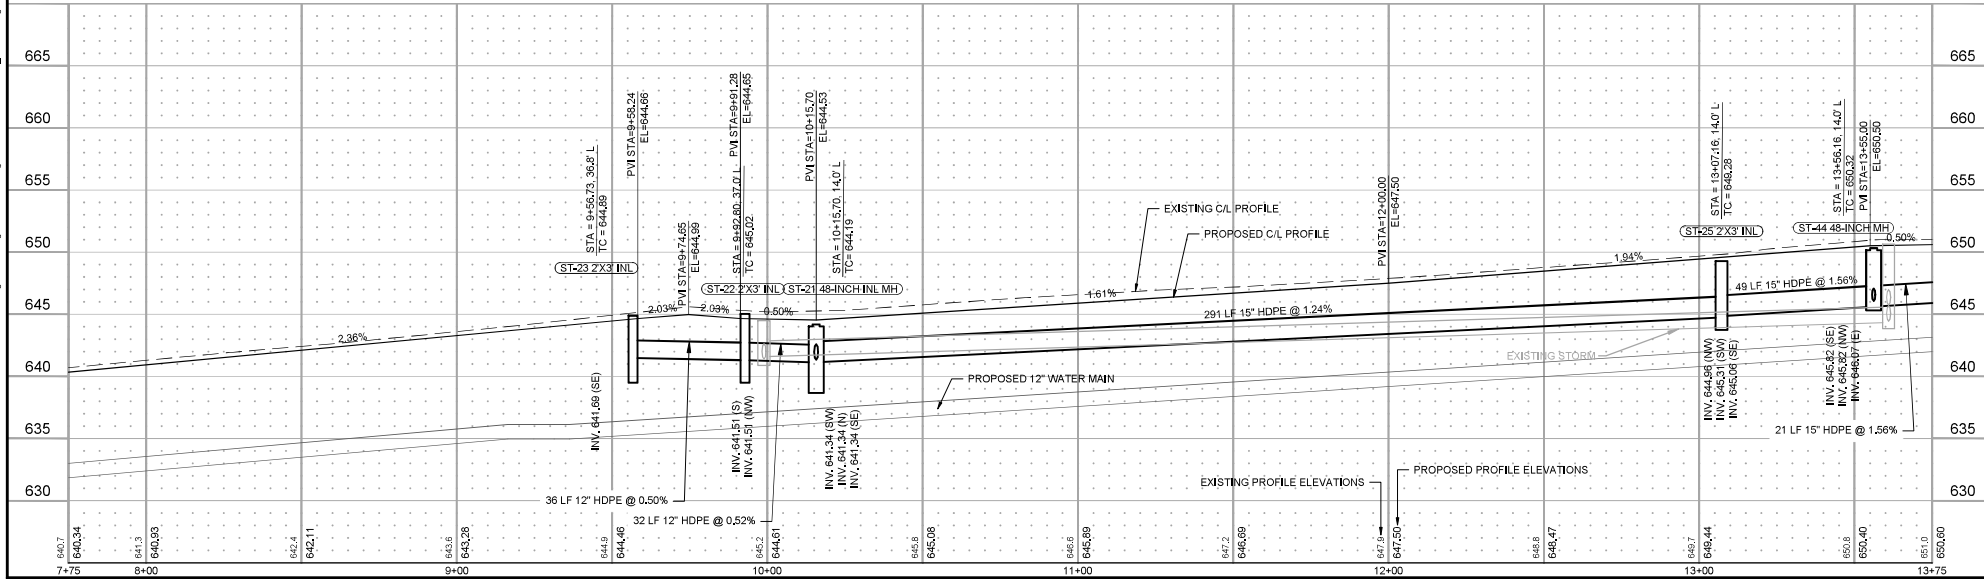 665
660
655
650
645
640
635
630
665
660
655
650
645
640
635
630
STA = 9+56.73, 36.8' L
TC = 644.89
ST-23 2'X3' INL
PVI STA=9+58.24
EL=644.66
PVI STA=9+74.65
EL=644.99
PVI STA=9+91.28
EL=644.65
STA = 9+92.80, 37.0' L
TC = 645.02
ST-22 2'X3' INL
ST-21 48-INCH INL MH
PVI STA=10+15.70
EL=644.53
STA = 10+15.70, 14.0' L
TC= 644.19
EXISTING C/L PROFILE
PROPOSED C/L PROFILE
PVI STA=12+00.00
EL=647.50
STA = 13+07.16, 14.0' L
TC = 649.28
ST-25 2'X3' INL
STA = 13+56.16, 14.0' L
TC = 650.32
PVI STA=13+55.00
EL=650.50
ST-44 48-INCH MH
0.50%
2.36%
2.03%
2.03%
0.50%
1.61%
1.94%
291 LF 15" HDPE @ 1.24%
49 LF 15" HDPE @ 1.56%
EXISTING STORM
PROPOSED 12" WATER MAIN
INV. 641.69 (SE)
INV. 641.51 (S)
INV. 641.51 (NW)
INV. 641.34 (SW)
INV. 641.34 (N)
INV. 641.34 (SE)
INV. 644.96 (NW)
INV. 645.31 (SW)
INV. 645.06 (SE)
INV. 645.82 (SE)
INV. 645.82 (NW)
INV. 646.07 (E)
21 LF 15" HDPE @ 1.56%
36 LF 12" HDPE @ 0.50%
32 LF 12" HDPE @ 0.52%
EXISTING PROFILE ELEVATIONS
PROPOSED PROFILE ELEVATIONS
640.7
640.34
641.3
640.93
642.4
642.11
643.6
643.28
644.9
644.46
645.2
644.61
645.8
645.08
646.6
645.89
647.2
646.69
647.9
647.50
648.8
648.47
649.7
649.44
650.8
650.40
651.0
650.60
7+75
8+00
9+00
10+00
11+00
12+00
13+00
13+75